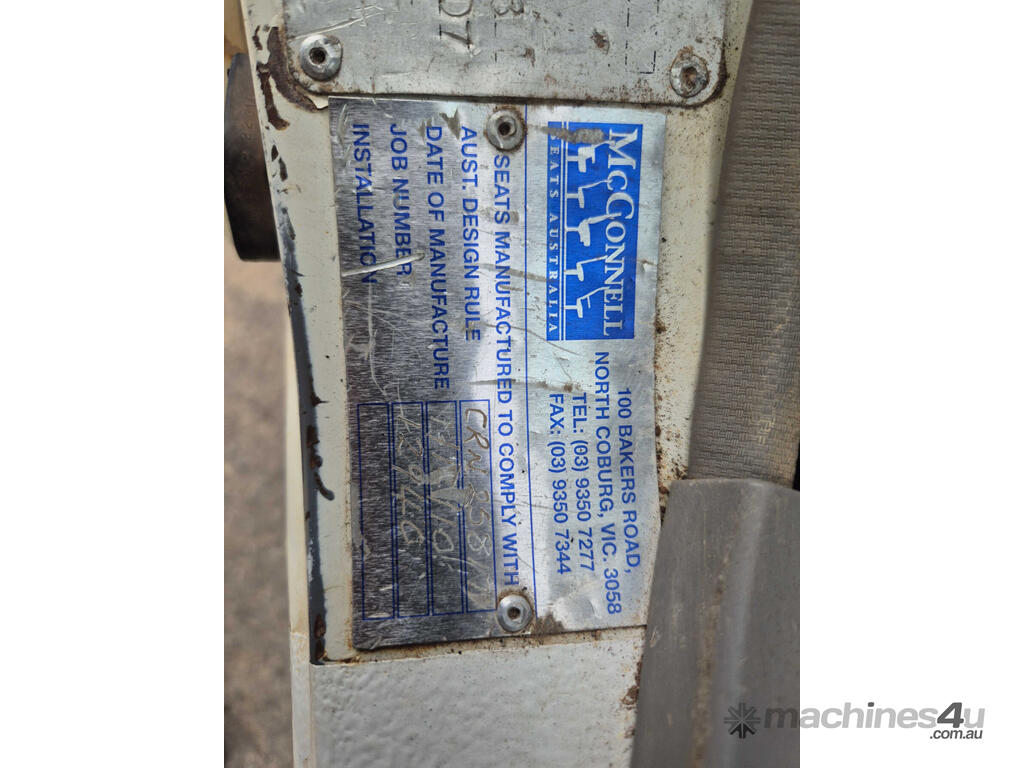 07
McCONNELL
SEATS AUSTRALIA
100 BAKERS ROAD,
NORTH COBURG, VIC. 3058
TEL: (03) 9350 7277
FAX: (03) 9350 7344
SEATS MANUFACTURED TO COMPLY WITH
AUST. DESIGN RULE
DATE OF MANUFACTURE
JOB NUMBER
INSTALLATION
machines4u
.com.au